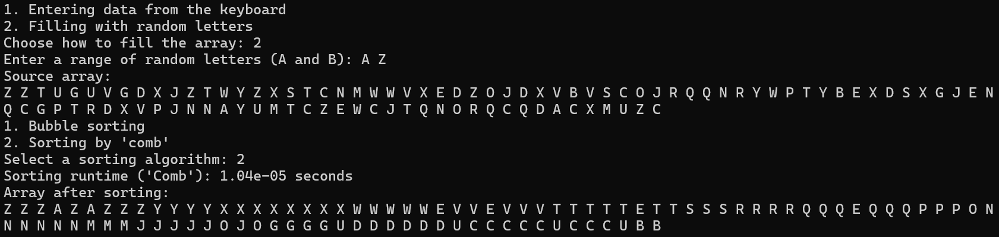 1. Entering data from the keyboard
2. Filling with random letters
Choose how to fill the array: 2
Enter a range of random letters (A and B): A Z
Source array:
Z Z T U G U V G D X J Z T W Y Z X S T C N M W W V X E D Z O J D X V B V S C O J R Q Q N R Y W P T Y B E X D S X G J E N
Q C G P T R D X V P J N N A Y U M T C Z E W C J T Q N O R Q C Q D A C X M U Z C
1. Bubble sorting
2. Sorting by 'comb'
Select a sorting algorithm: 2
Sorting runtime ('Comb'): 1.04e-05 seconds
Array after sorting:
Z Z Z A Z A Z Z Z Y Y Y Y X X X X X X X X W W W W W E V V E V V V T T T T T E T T S S S R R R R Q Q Q E Q Q Q P P P O N
N N N N N M M M J J J J J O J O G G G G U D D D D D D U C C C C C U C C C U B B